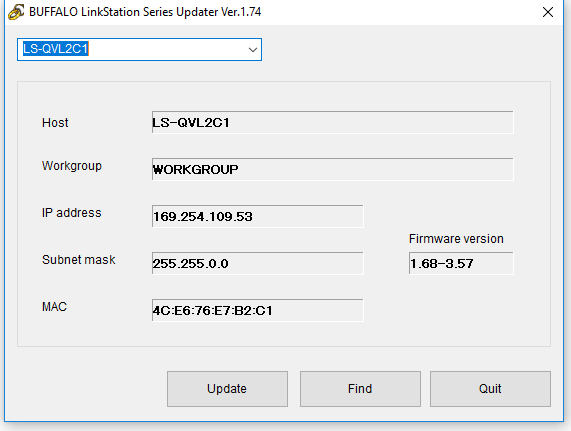 BUFFALO LinkStation Series Updater Ver.1.74
LS-QVL2C1
Host
LS-QVL2C1
Workgroup
WORKGROUP
IP address
169.254.109.53
Firmware version
Subnet mask
255.255.0.0
1.68-3.57
MAC
4C:E6:76:E7:B2:C1
Update
Find
Quit